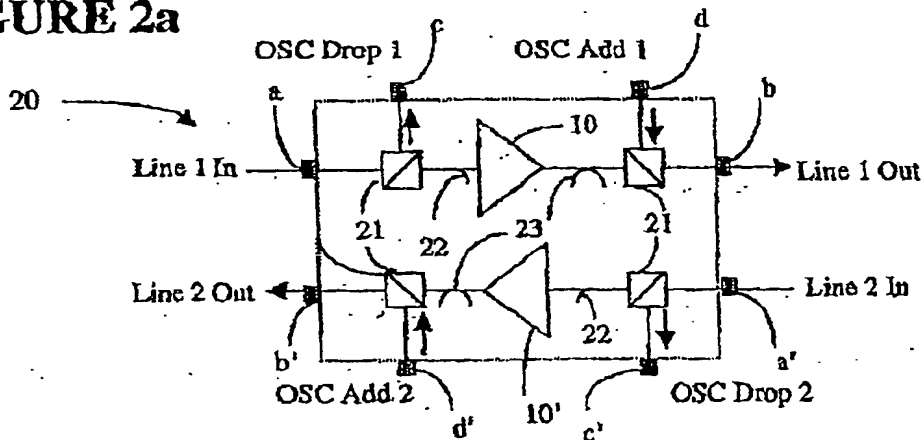 GURE 2a
c
d
OSC Drop 1
OSC Add 1
20
a
10
b
Line 1 In
Line 1 Out
21
22
23
21
Line 2 Out
Line 2 In
22
b'
a'
OSC Add 2
10'
OSC Drop 2
d'
c'